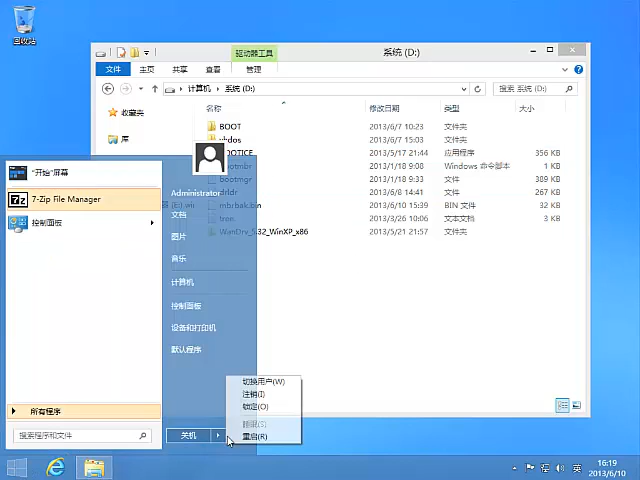 回收站
驱动器工具
系统 (D:)
文件 主页 共享 查看 管理
计算机 系统 (D:)
搜索 系统 (D:)
收藏夹
库
名称 修改日期 类型 大小
BOOT 2013/6/7 10:23 文件夹
2013/6/7 15:03 文件夹
2013/5/17 21:44 应用程序 356 KB
2013/1/18 9:08 Windows 命令脚本 1 KB
bootmgr 2013/1/18 9:33 文件 389 KB
2013/6/8 14:41 文件 267 KB
mbrbak.bin 2013/6/10 15:39 BIN 文件 32 KB
tree. 2013/3/26 10:06 文本文档 3 KB
WanDrv_5.32_WinXP_x86 2013/5/21 21:57 文件夹
"开始"屏幕
7-Zip File Manager
控制面板
所有程序
搜索程序和文件
Administrator
文档
图片
音乐
计算机
控制面板
设备和打印机
默认程序
关机
切换用户(W)
注销(I)
锁定(O)
睡眠(S)
重启(R)
英
16:19
2013/6/10